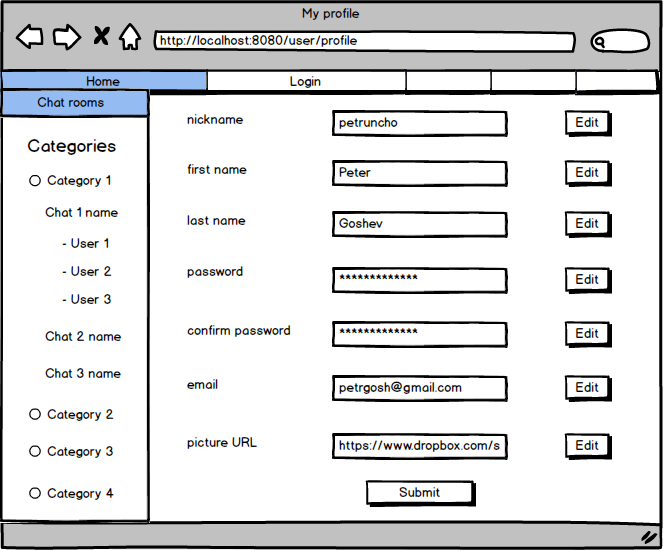 My profile
http://localhost:8080/user/profile
Home
Login
Chat rooms
Categories
Category 1
Chat 1 name
- User 1
- User 2
- User 3
Chat 2 name
Chat 3 name
Category 2
Category 3
Category 4
nickname petruncho Edit
first name Peter Edit
last name Goshev Edit
password ************* Edit
confirm password ************* Edit
email petrgosh@gmail.com Edit
picture URL https://www.dropbox.com/s Edit
Submit